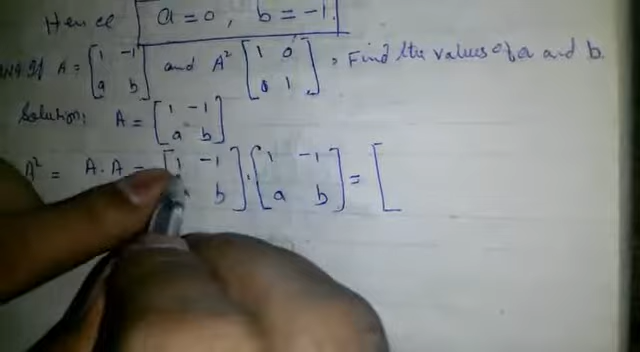 Hence a = 0, b = -1.
If A = [1 -1 a b] and A² [1 0 0 1], Find the values of a and b.
Solution: A = [1 -1 a b]
A² = A. A = [1 -1 b] . [1 -1 a b] = [